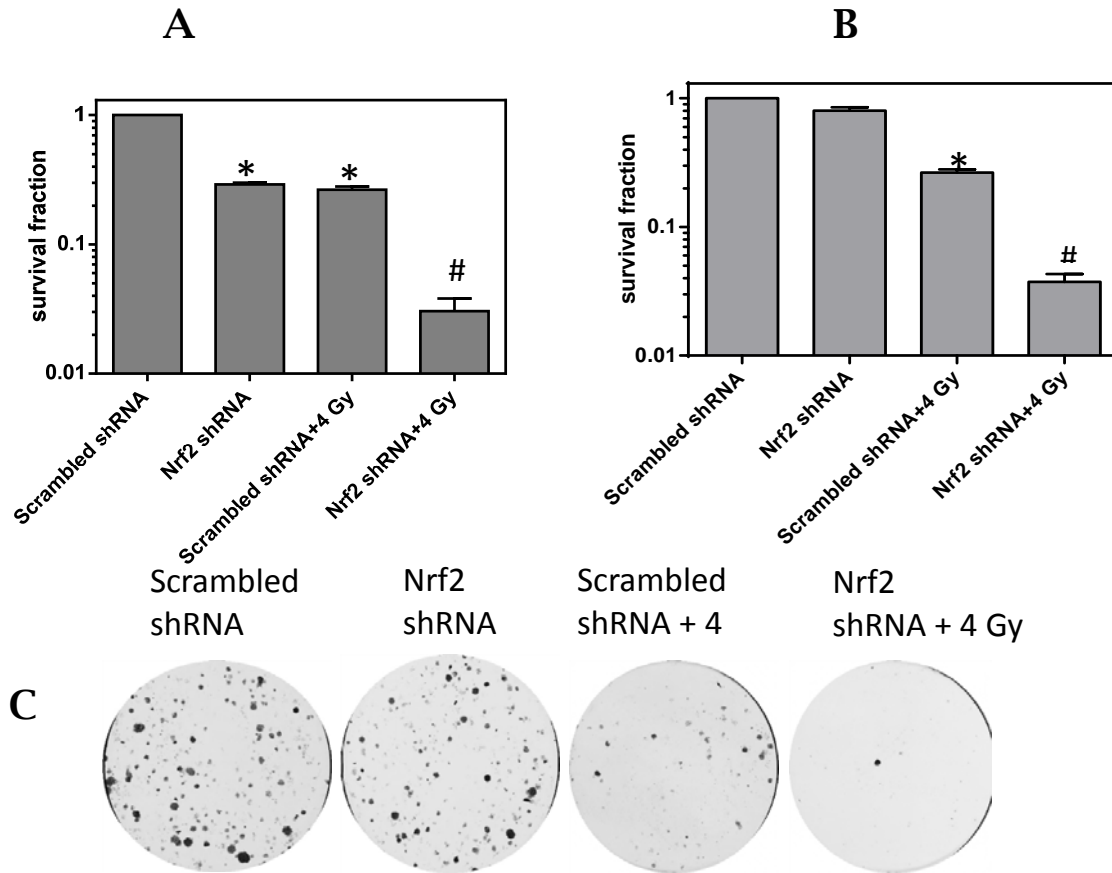 A
survival fraction
1
*
*
0.1
#
0.01
Scrambled shRNA
Nrf2 shRNA
Scrambled shRNA+4 Gy
Nrf2 shRNA+4 Gy
B
survival fraction
1
*
0.1
#
0.01
Scrambled shRNA
Nrf2 shRNA
Scrambled shRNA+4 Gy
Nrf2 shRNA+4 Gy
C
Scrambled
shRNA
Nrf2
shRNA
Scrambled
shRNA + 4
Nrf2
shRNA + 4 Gy